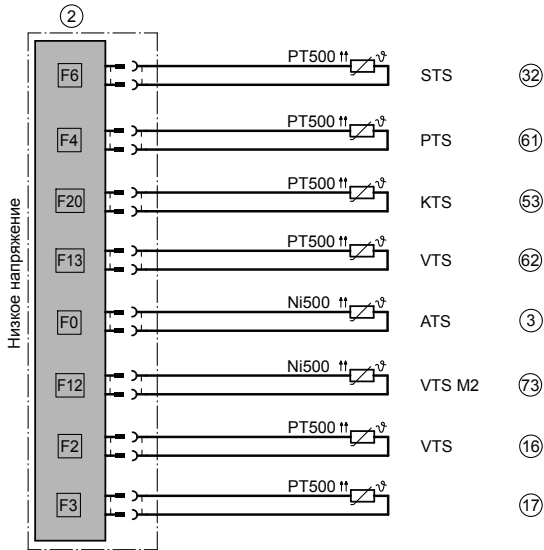 2
Низкое напряжение
F6 PT500 ϑ STS 32
F4 PT500 ϑ PTS 61
F20 PT500 ϑ KTS 53
F13 PT500 ϑ VTS 62
F0 Ni500 ϑ ATS 3
F12 Ni500 ϑ VTS M2 73
F2 PT500 ϑ VTS 16
F3 PT500 ϑ 17